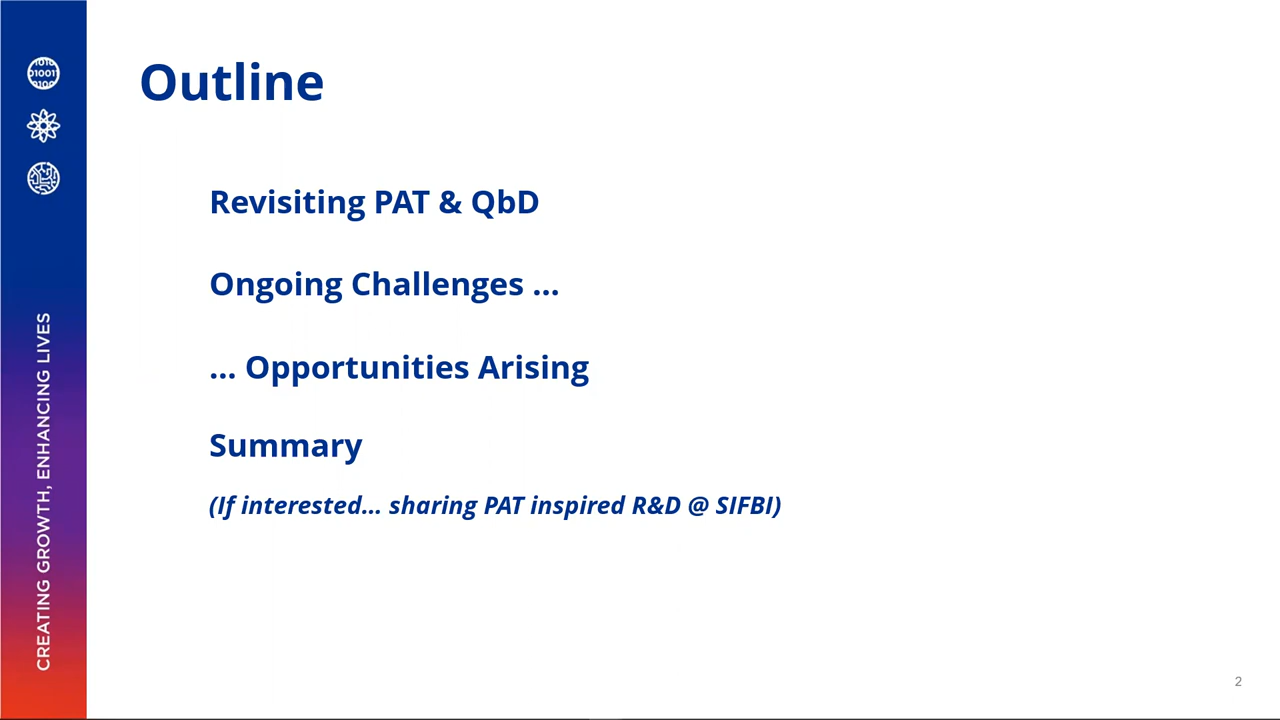 Outline
Revisiting PAT & QbD
Ongoing Challenges ...
... Opportunities Arising
Summary
(If interested... sharing PAT inspired R&D @ SIFBI)
CREATING GROWTH, ENHANCING LIVES
2